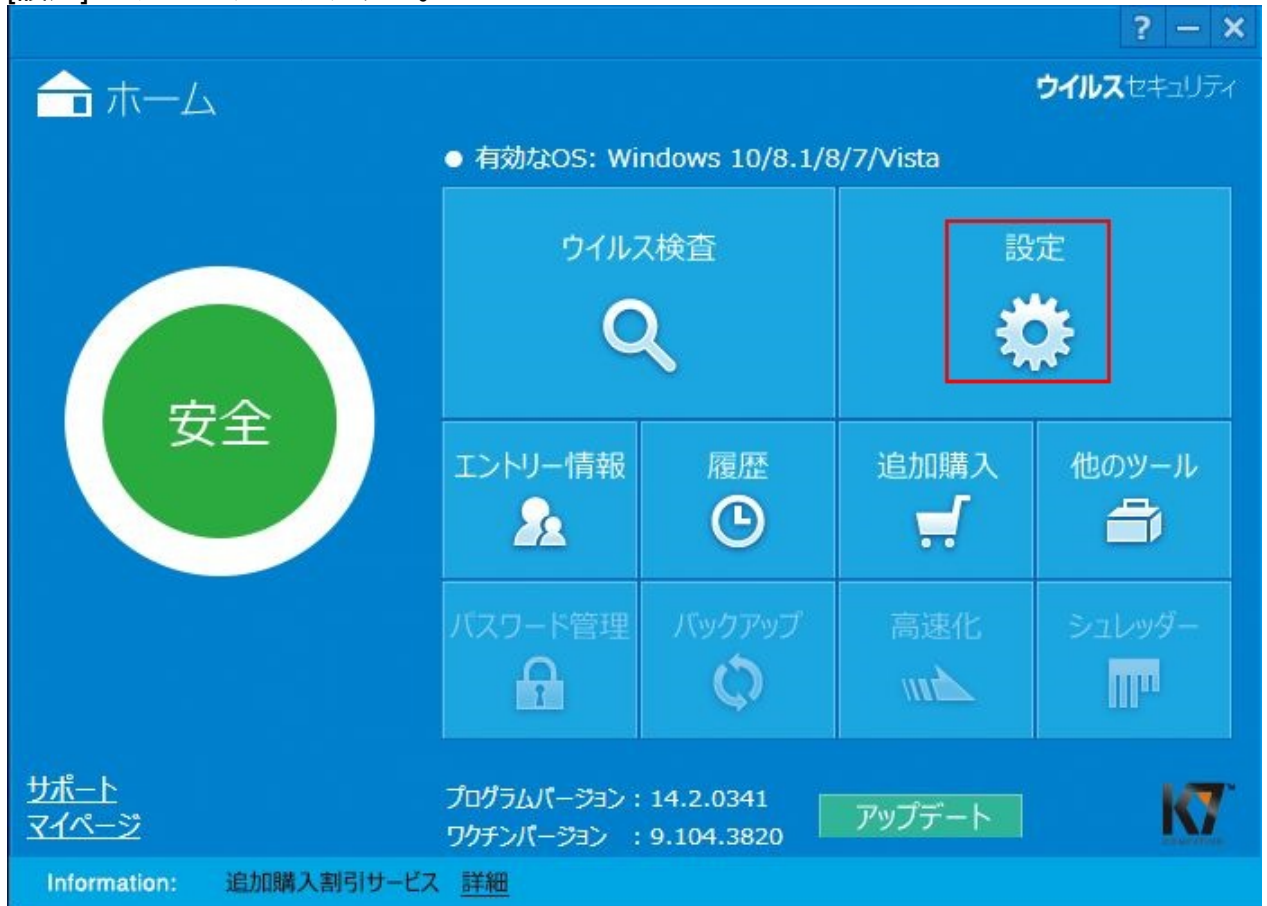 ? − ×
ホーム
ウイルスセキュリティ
● 有効なOS: Windows 10/8.1/8/7/Vista
ウイルス検査
設定
安全
エントリー情報
履歴
追加購入
他のツール
パスワード管理
バックアップ
高速化
シュレッダー
サポート
マイページ
プログラムバージョン : 14.2.0341
ワクチンバージョン : 9.104.3820
アップデート
K7
Information: 追加購入割引サービス 詳細